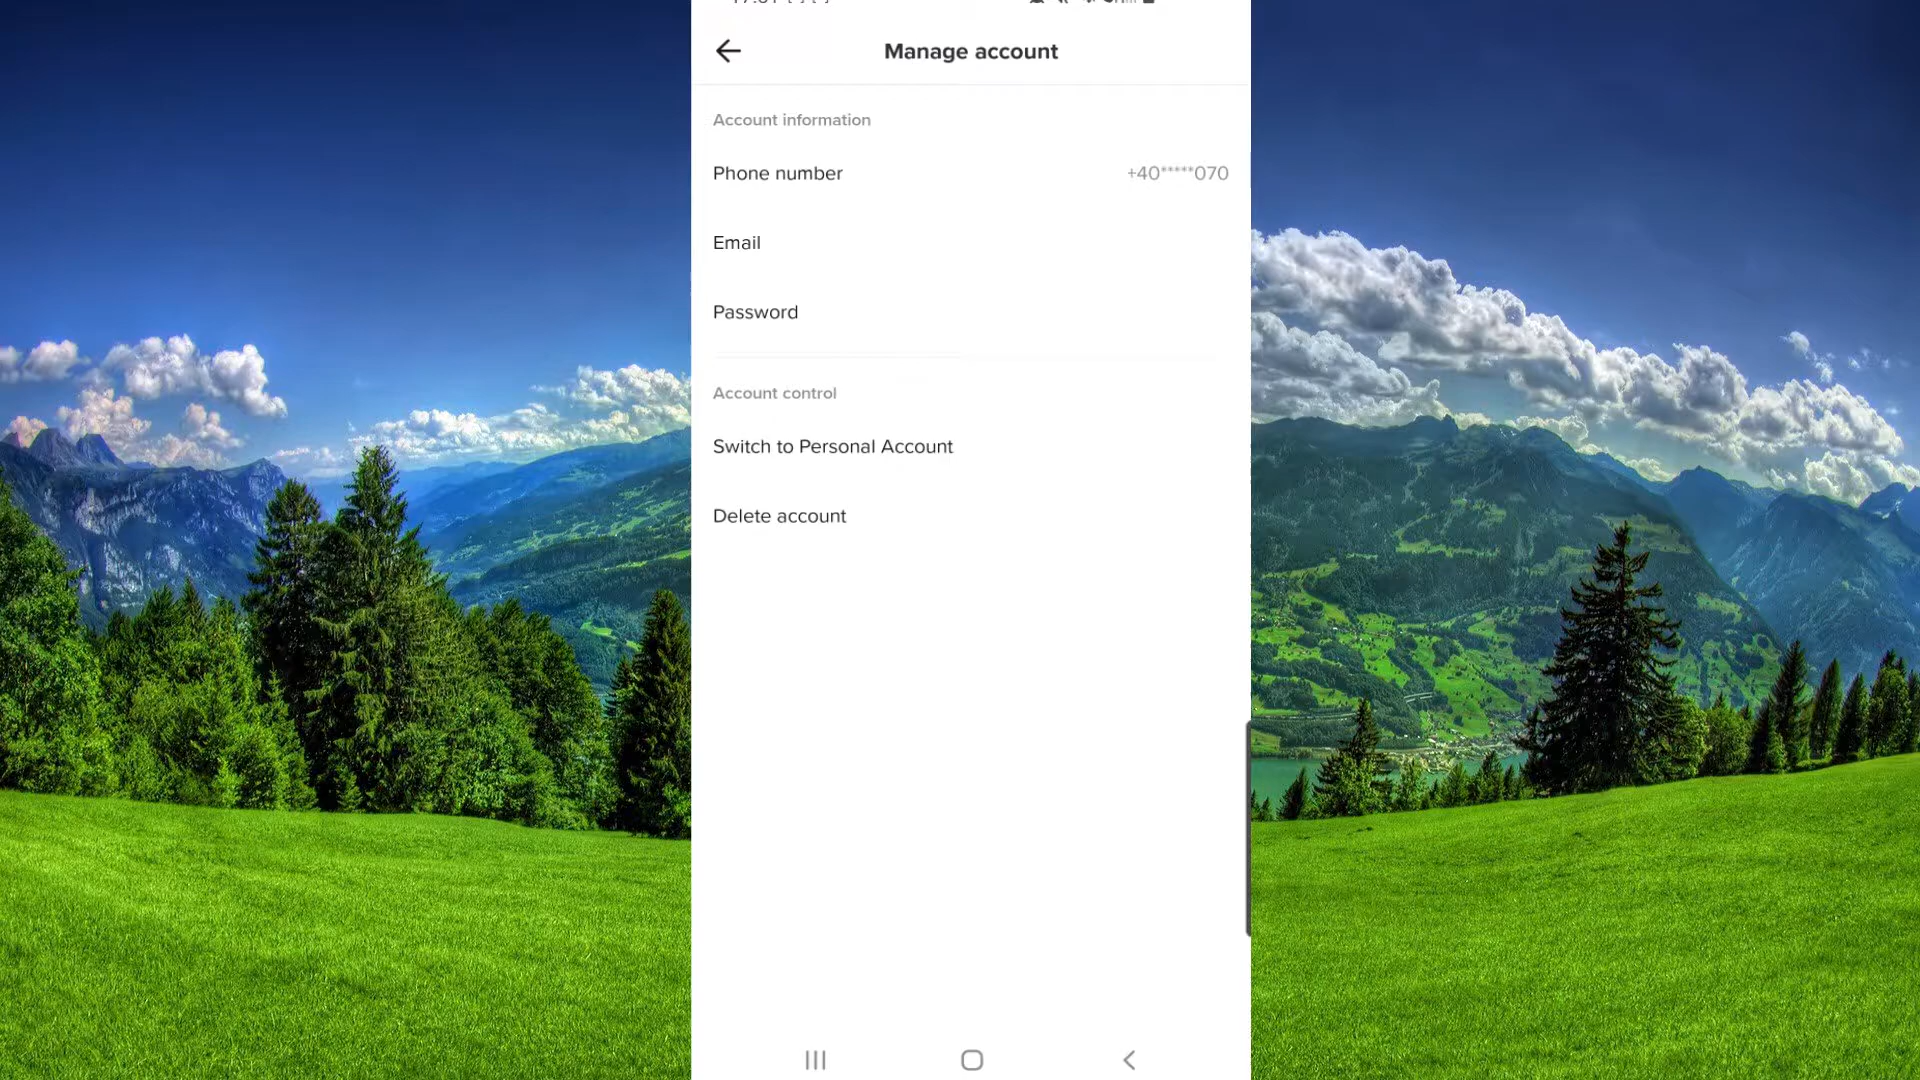 Manage account
Account information
Phone number +40*****070
Email
Password
Account control
Switch to Personal Account
Delete account